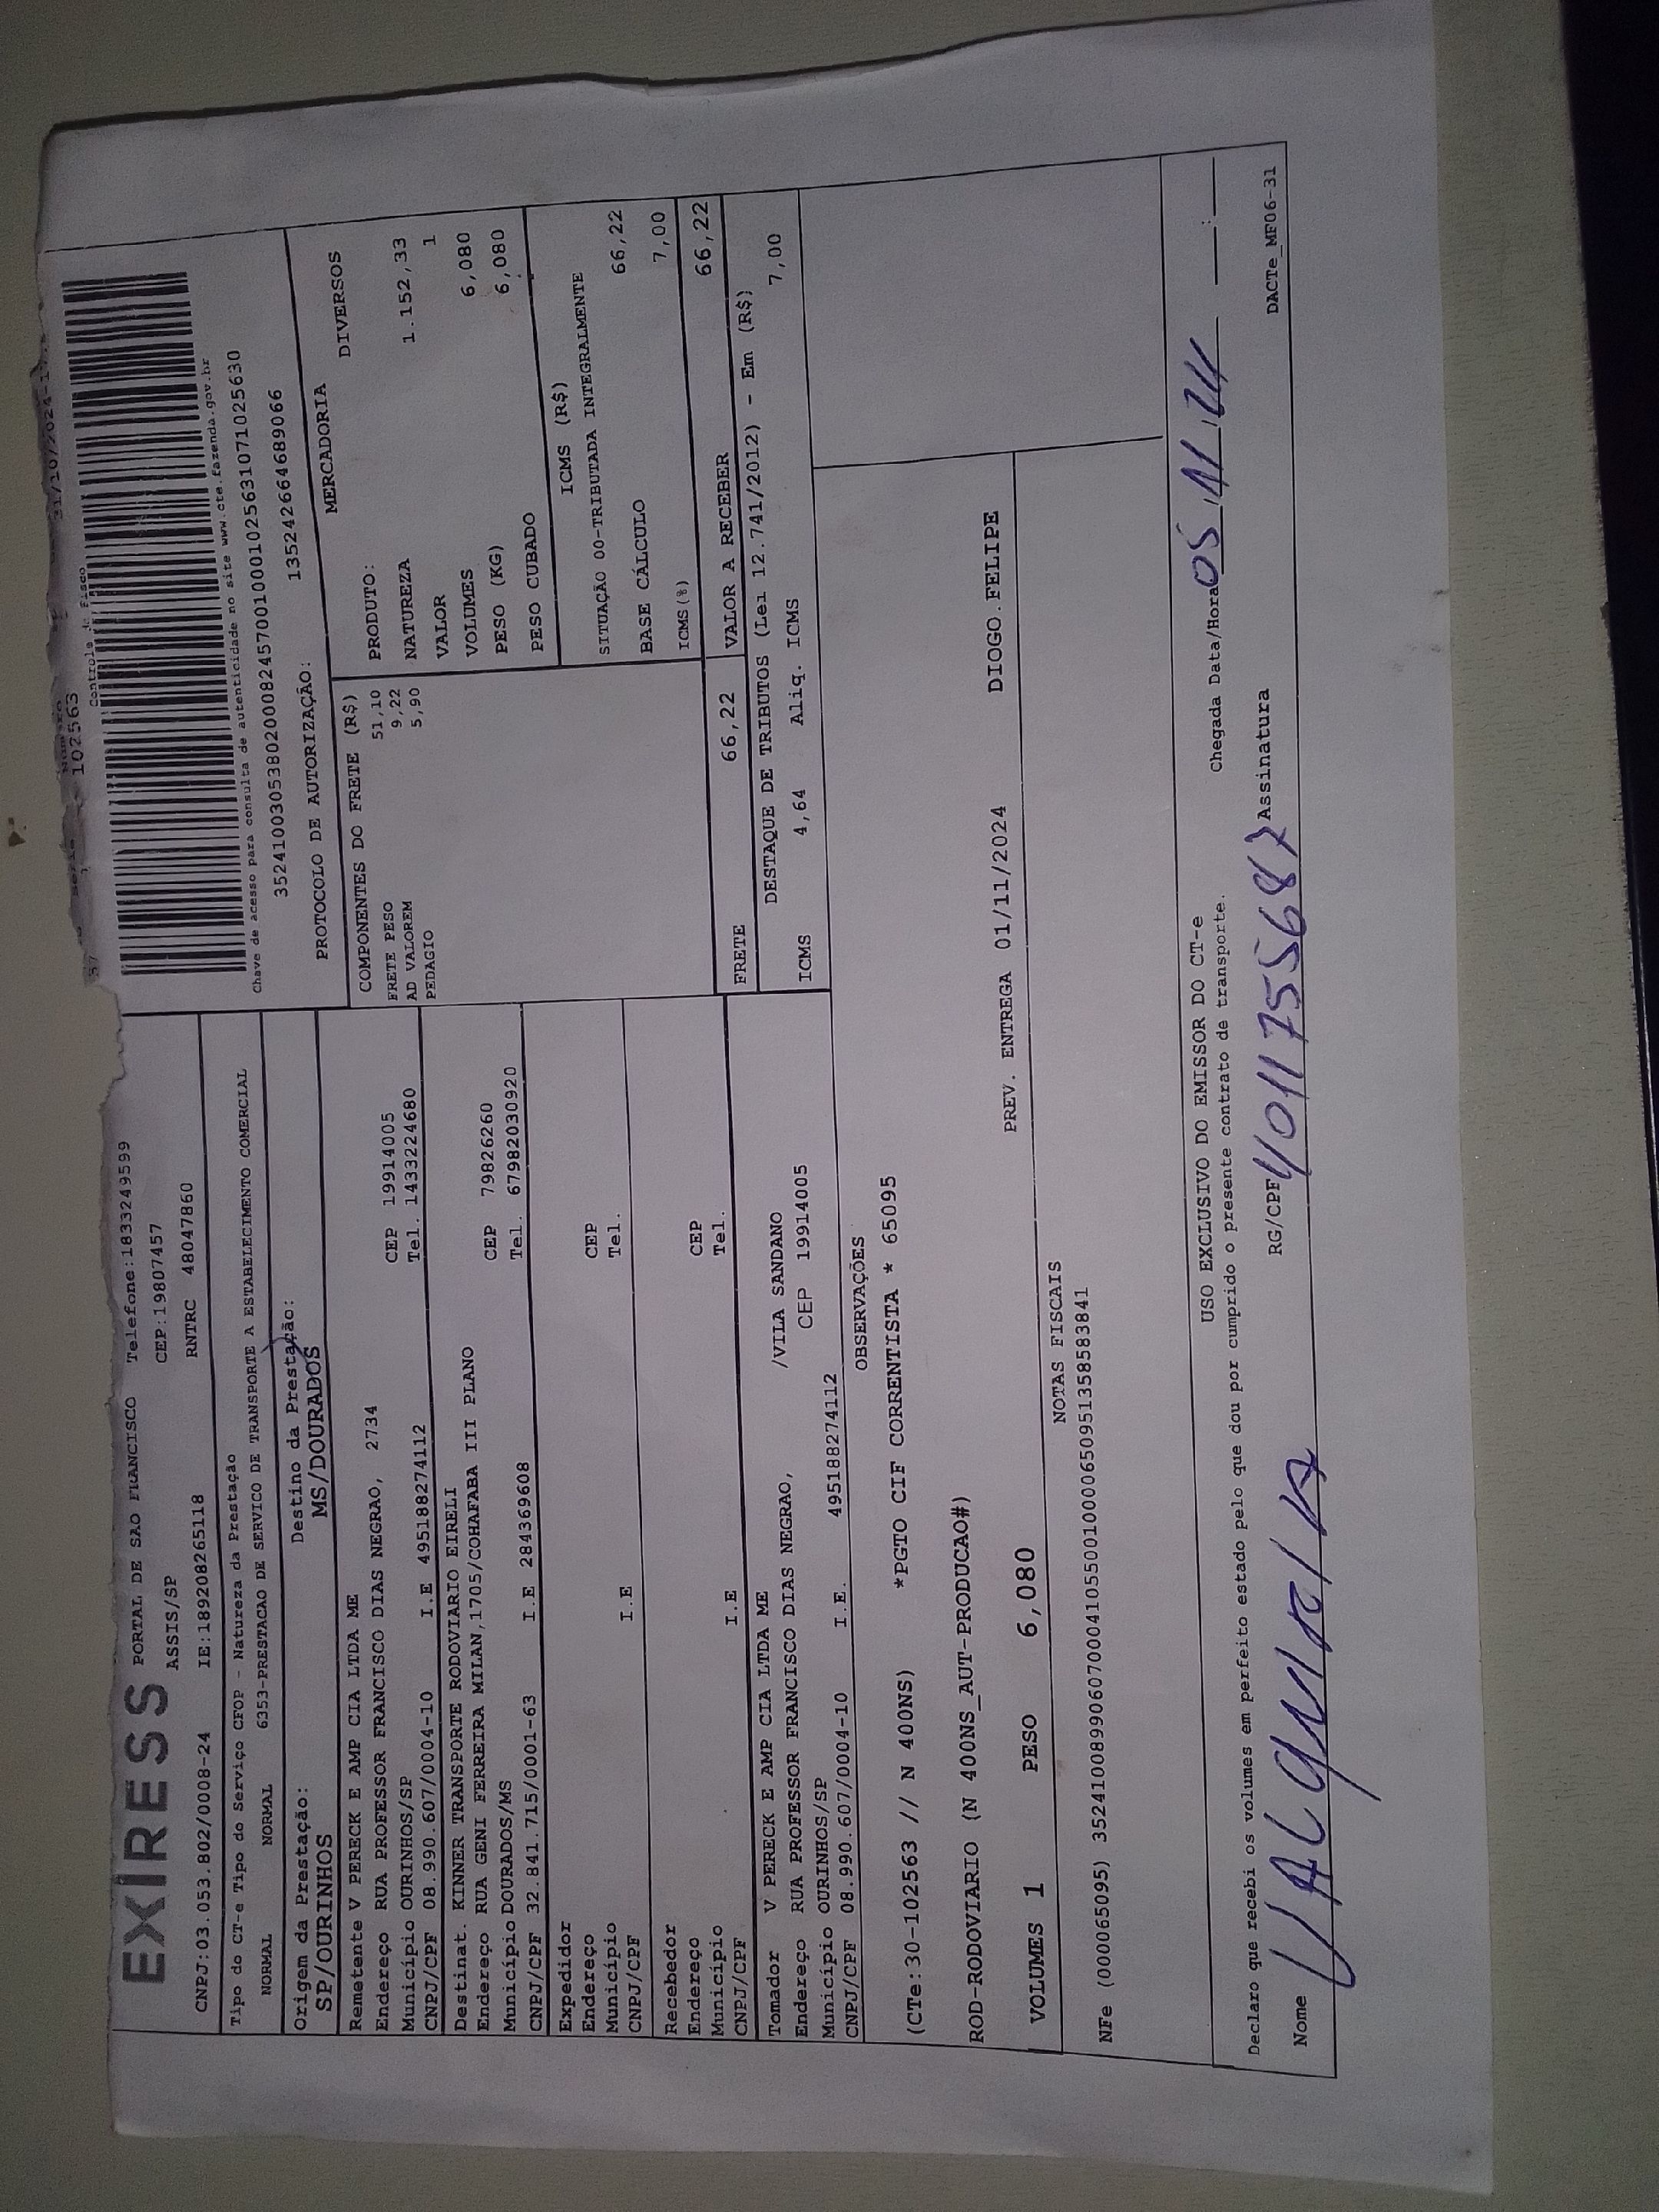 EXPRESS PORTAL DE SAO FRANCISCO Telefone:1833249599
ASSIS/SP CEP:19807457
CNPJ:03.053.802/0008-24 IE:189208265118 RNTRC 48047860
Tipo do CT-e Tipo do Serviço CFOP - Natureza da Prestação
NORMAL NORMAL 6353-PRESTACAO DE SERVICO DE TRANSPORTE A ESTABELECIMENTO COMERCIAL
Origem da Prestação: Destino da Prestação:
SP/OURINHOS MS/DOURADOS
57 102563 31/10/2024
Controle do Fisco
Chave de acesso para consulta de autenticidade no site www.cte.fazenda.gov.br
35241003053802000824570010001025631071025630
PROTOCOLO DE AUTORIZAÇÃO: 135242664689066
Remetente V PERECK E AMP CIA LTDA ME
Endereço RUA PROFESSOR FRANCISCO DIAS NEGRAO, 2734 CEP 19914005
Município OURINHOS/SP Tel. 1433224680
CNPJ/CPF 08.990.607/0004-10 I.E 495188274112
Destinat. KINNER TRANSPORTE RODOVIARIO EIRELI
Endereço RUA GENI FERREIRA MILAN,1705/COHAFABA III PLANO CEP 79826260
Município DOURADOS/MS Tel. 67982030920
CNPJ/CPF 32.841.715/0001-63 I.E 284369608
Expedidor
Endereço CEP
Município Tel.
CNPJ/CPF I.E
Recebedor
Endereço CEP
Município Tel.
CNPJ/CPF I.E
Tomador V PERECK E AMP CIA LTDA ME
Endereço RUA PROFESSOR FRANCISCO DIAS NEGRAO, /VILA SANDANO
Município OURINHOS/SP CEP 19914005
CNPJ/CPF 08.990.607/0004-10 I.E. 495188274112
COMPONENTES DO FRETE (R$)
FRETE PESO 51,10
AD VALOREM 9,22
PEDAGIO 5,90
MERCADORIA
PRODUTO: DIVERSOS
NATUREZA
VALOR 1.152,33
VOLUMES 1
PESO (KG) 6,080
PESO CUBADO 6,080
ICMS (R$)
SITUAÇÃO 00-TRIBUTADA INTEGRALMENTE
BASE CÁLCULO 66,22
ICMS(%) 7,00
FRETE 66,22 VALOR A RECEBER 66,22
DESTAQUE DE TRIBUTOS (Lei 12.741/2012) - Em (R$)
ICMS 4,64 Aliq. ICMS 7,00
OBSERVAÇÕES
(CTe:30-102563 // N 400NS) *PGTO CIF CORRENTISTA * 65095
ROD-RODOVIARIO (N 400NS_AUT-PRODUCAO#)
VOLUMES 1 PESO 6,080 PREV. ENTREGA 01/11/2024 DIOGO.FELIPE
NOTAS FISCAIS
NFe (000065095) 35241008990607000410550010000650951358583841
USO EXCLUSIVO DO EMISSOR DO CT-e
Declaro que recebi os volumes em perfeito estado pelo que dou por cumprido o presente contrato de transporte.
Chegada Data/Hora 05/11/24 __:__
Nome RG/CPF Assinatura
DACTe_MF06-31